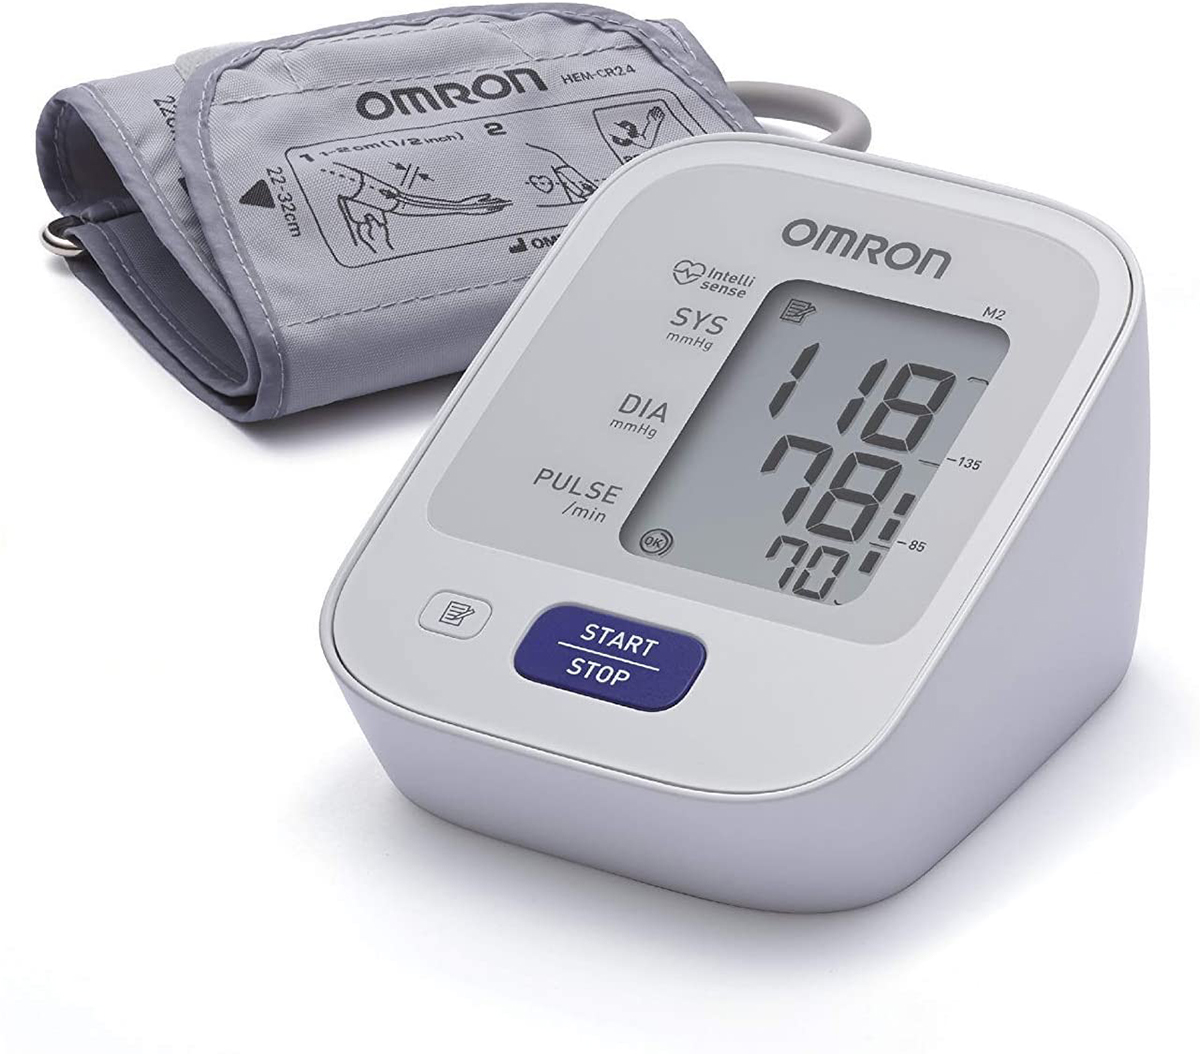 OMRON HEM-CR24
1 1-2cm(1/2inch) 2
22-32cm
OMRON
Intelli
sense
M2
SYS
mmHg
118
DIA
mmHg
135
78
PULSE
/min
85
70
OK
START
STOP